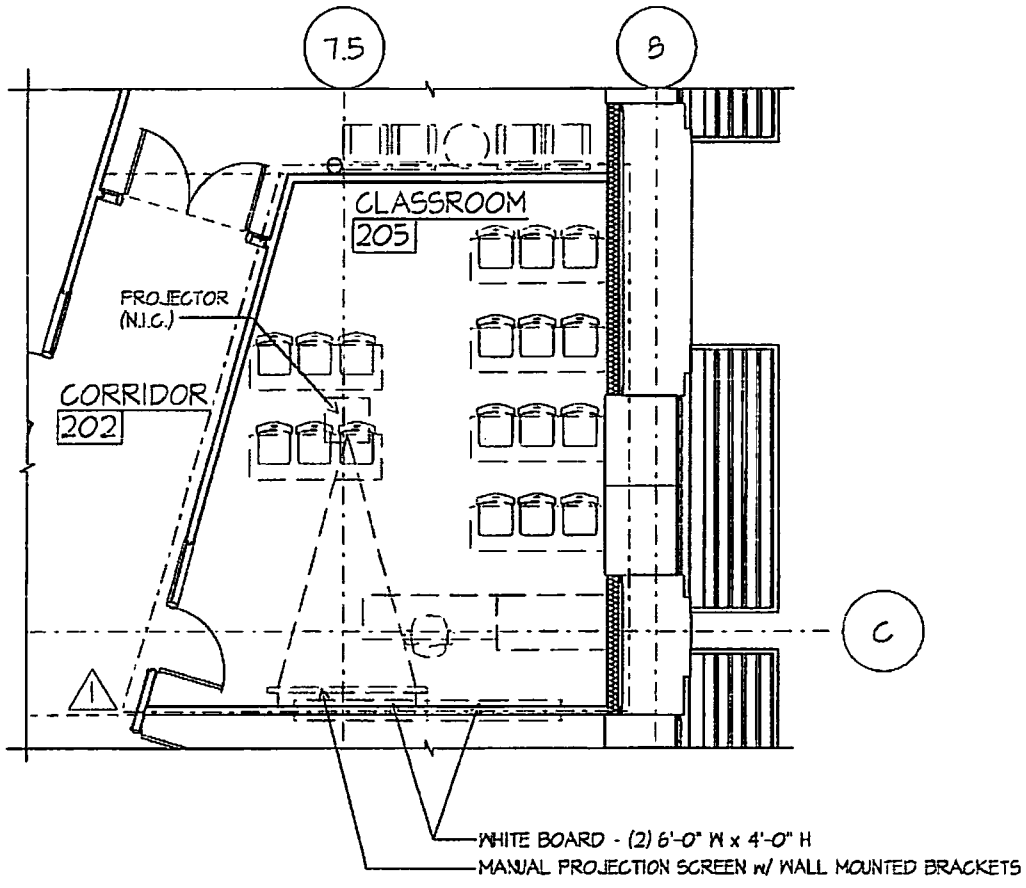 7.5
8
CLASSROOM
205
PROJECTOR
(N.I.C.)
CORRIDOR
202
C
1
WHITE BOARD - (2) 6'-0" W x 4'-0" H
MANUAL PROJECTION SCREEN w/ WALL MOUNTED BRACKETS